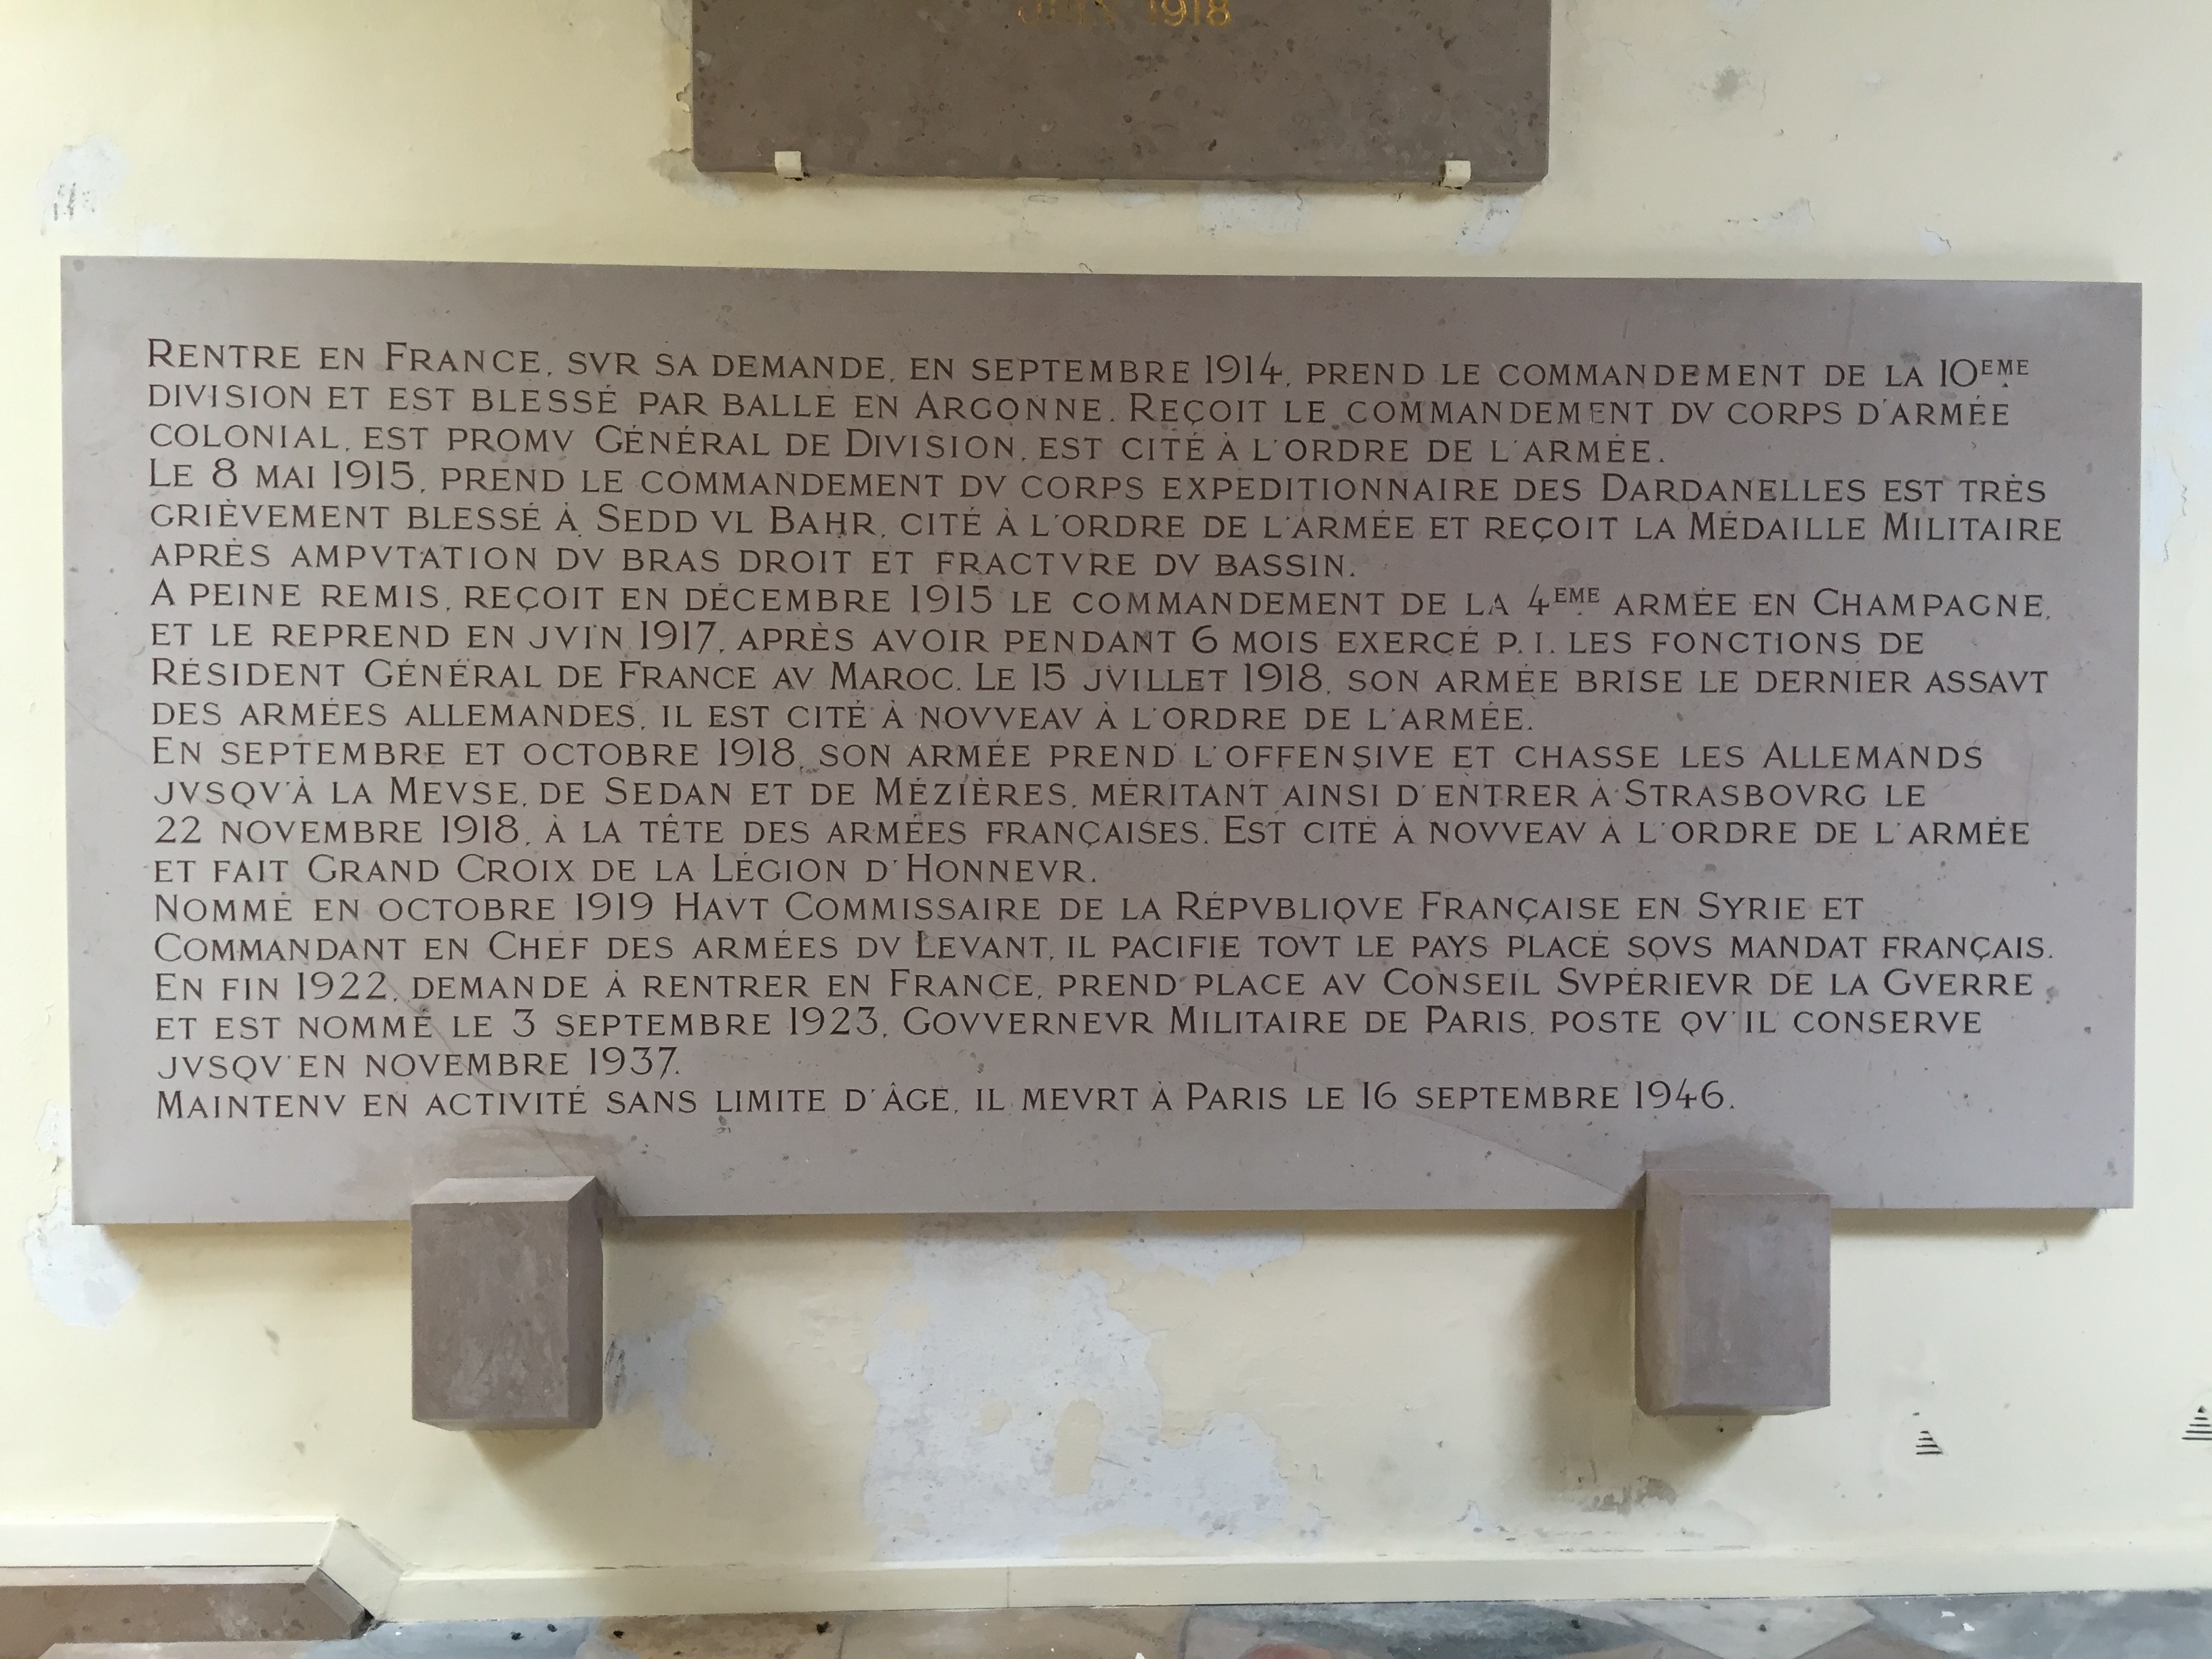 JULY 1918
RENTRE EN FRANCE, SVR SA DEMANDE, EN SEPTEMBRE 1914, PREND LE COMMANDEMENT DE LA 10EME
DIVISION ET EST BLESSÉ PAR BALLE EN ARGONNE. REÇOIT LE COMMANDEMENT DV CORPS D'ARMÉE
COLONIAL, EST PROMV GÉNÉRAL DE DIVISION, EST CITÉ À L'ORDRE DE L'ARMÉE.
LE 8 MAI 1915, PREND LE COMMANDEMENT DV CORPS EXPEDITIONNAIRE DES DARDANELLES EST TRÈS
GRIÈVEMENT BLESSÉ À SEDD VL BAHR, CITÉ À L'ORDRE DE L'ARMÉE ET REÇOIT LA MÉDAILLE MILITAIRE
APRÈS AMPVTATION DV BRAS DROIT ET FRACTVRE DV BASSIN.
A PEINE REMIS, REÇOIT EN DÉCEMBRE 1915 LE COMMANDEMENT DE LA 4EME ARMÉE EN CHAMPAGNE,
ET LE REPREND EN JVIN 1917, APRÈS AVOIR PENDANT 6 MOIS EXERCÉ P. I. LES FONCTIONS DE
RÉSIDENT GÉNÉRAL DE FRANCE AV MAROC. LE 15 JVILLET 1918, SON ARMÉE BRISE LE DERNIER ASSAVT
DES ARMÉES ALLEMANDES, IL EST CITÉ À NOVVEAV À L'ORDRE DE L'ARMÉE.
EN SEPTEMBRE ET OCTOBRE 1918, SON ARMÉE PREND L'OFFENSIVE ET CHASSE LES ALLEMANDS
JVSQV'À LA MEVSE, DE SEDAN ET DE MÉZIÈRES, MÉRITANT AINSI D'ENTRER À STRASBOVRG LE
22 NOVEMBRE 1918, À LA TÊTE DES ARMÉES FRANÇAISES. EST CITÉ À NOVVEAV À L'ORDRE DE L'ARMÉE
ET FAIT GRAND CROIX DE LA LÉGION D'HONNEVR.
NOMMÉ EN OCTOBRE 1919 HAVT COMMISSAIRE DE LA RÉPVBLIQVE FRANÇAISE EN SYRIE ET
COMMANDANT EN CHEF DES ARMÉES DV LEVANT, IL PACIFIE TOVT LE PAYS PLACÉ SOVS MANDAT FRANÇAIS.
EN FIN 1922, DEMANDE À RENTRER EN FRANCE, PREND PLACE AV CONSEIL SVPÉRIEVR DE LA GVERRE,
ET EST NOMMÉ LE 3 SEPTEMBRE 1923, GOVVERNEVR MILITAIRE DE PARIS, POSTE QV'IL CONSERVE
JVSQV'EN NOVEMBRE 1937.
MAINTENV EN ACTIVITÉ SANS LIMITE D'ÂGE, IL MEVRT À PARIS LE 16 SEPTEMBRE 1946.